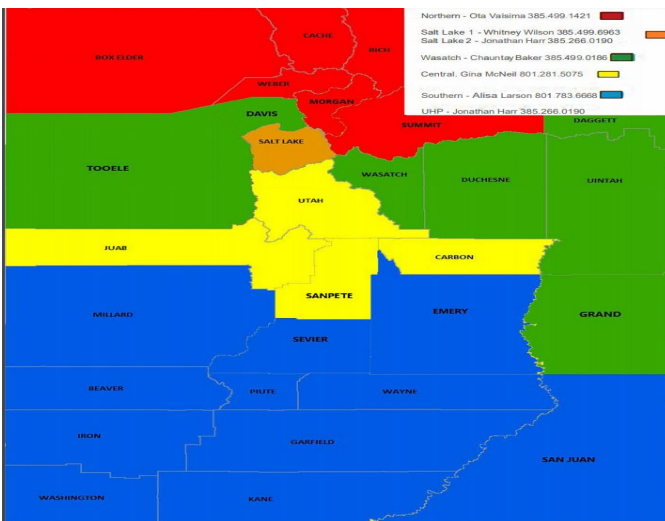 Northern - Ota Vaisima 385.499.1421
Salt Lake 1 - Whitney Wilson 385.499.6963
Salt Lake 2 - Jonathan Harr 385.266.0190
Wasatch - Chauntay Baker 385.499.0186
Central. Gina McNeil 801.281.5075
Southern - Alisa Larson 801.783.6668
UHP - Jonathan Harr 385.266.0190
CACHE
BOX ELDER
RICH
WEBER
MORGAN
DAVIS
SUMMIT
DAGGETT
SALT LAKE
TOOELE
WASATCH
DUCHESNE
UINTAH
UTAH
JUAB
CARBON
SANPETE
MILLARD
EMERY
GRAND
SEVIER
BEAVER
PIUTE
WAYNE
IRON
GARFIELD
SAN JUAN
WASHINGTON
KANE